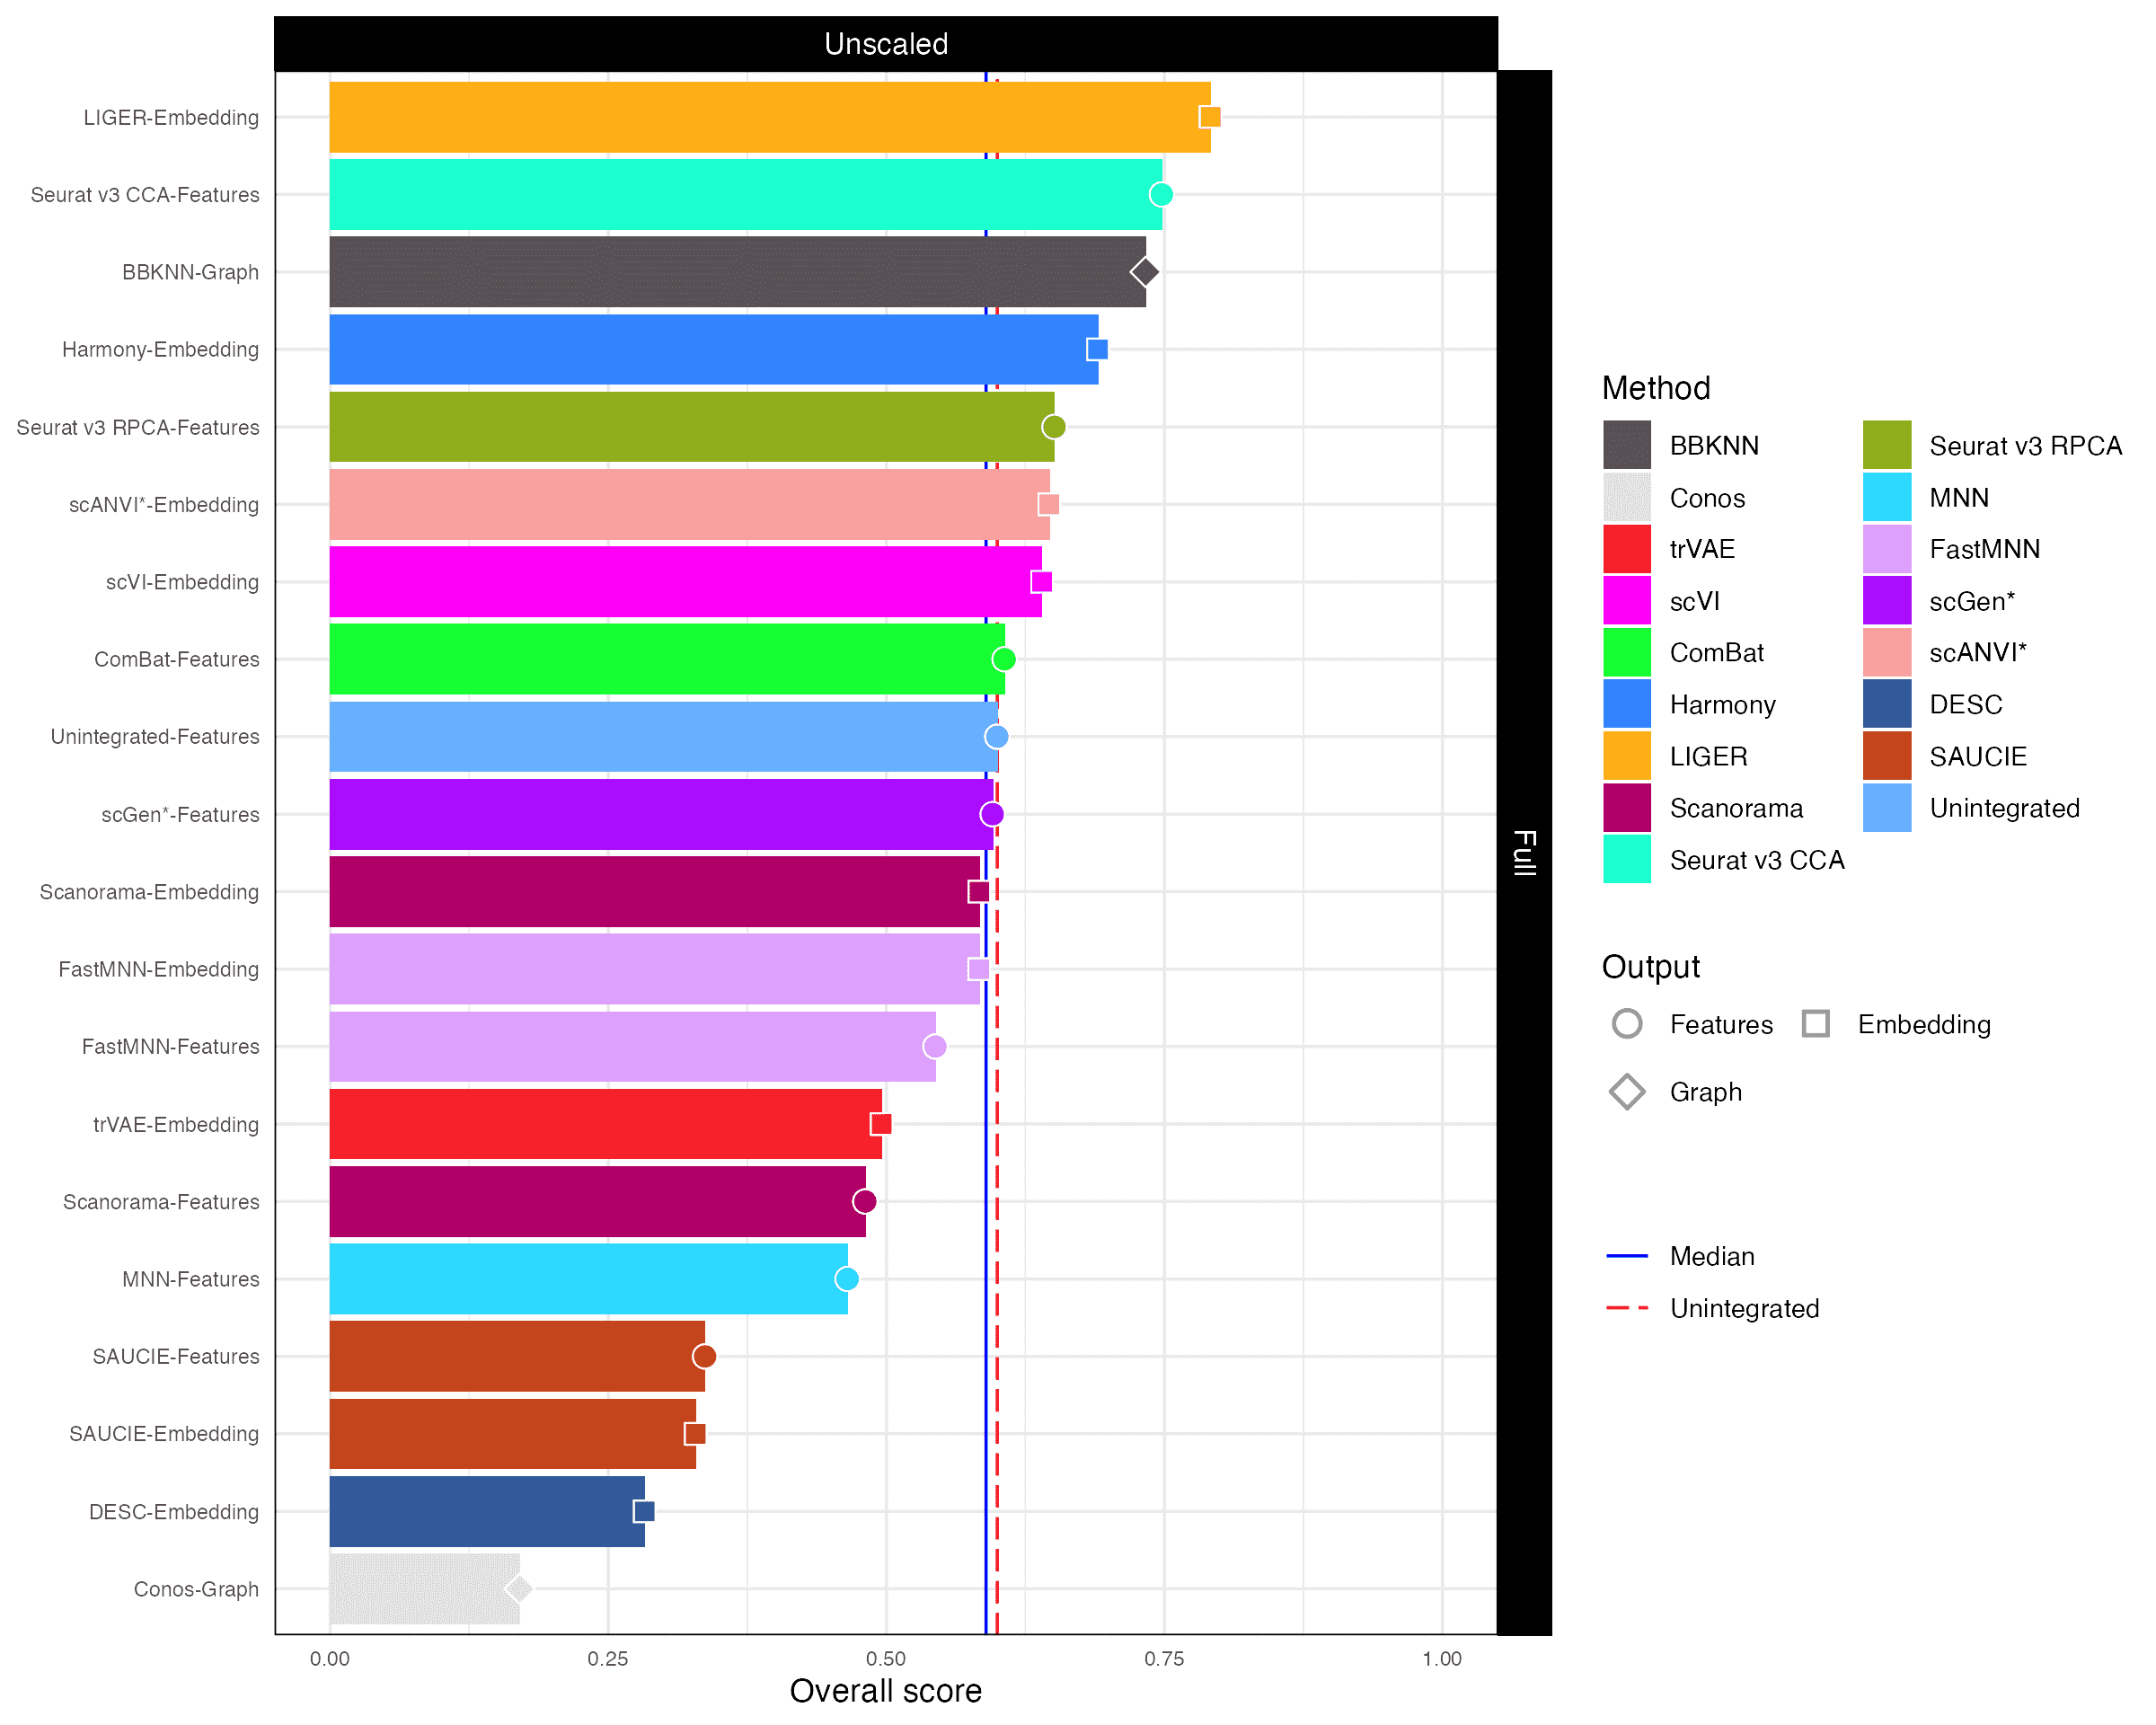 Unscaled
LIGER-Embedding
Seurat v3 CCA-Features
BBKNN-Graph
Harmony-Embedding
Seurat v3 RPCA-Features
scANVI*-Embedding
scVI-Embedding
ComBat-Features
Unintegrated-Features
scGen*-Features
Scanorama-Embedding
FastMNN-Embedding
FastMNN-Features
trVAE-Embedding
Scanorama-Features
MNN-Features
SAUCIE-Features
SAUCIE-Embedding
DESC-Embedding
Conos-Graph
0.00 0.25 0.50 0.75 1.00
Overall score
Full
Method
BBKNN
Conos
trVAE
scVI
ComBat
Harmony
LIGER
Scanorama
Seurat v3 CCA
Seurat v3 RPCA
MNN
FastMNN
scGen*
scANVI*
DESC
SAUCIE
Unintegrated
Output
Features Embedding
Graph
Median
Unintegrated